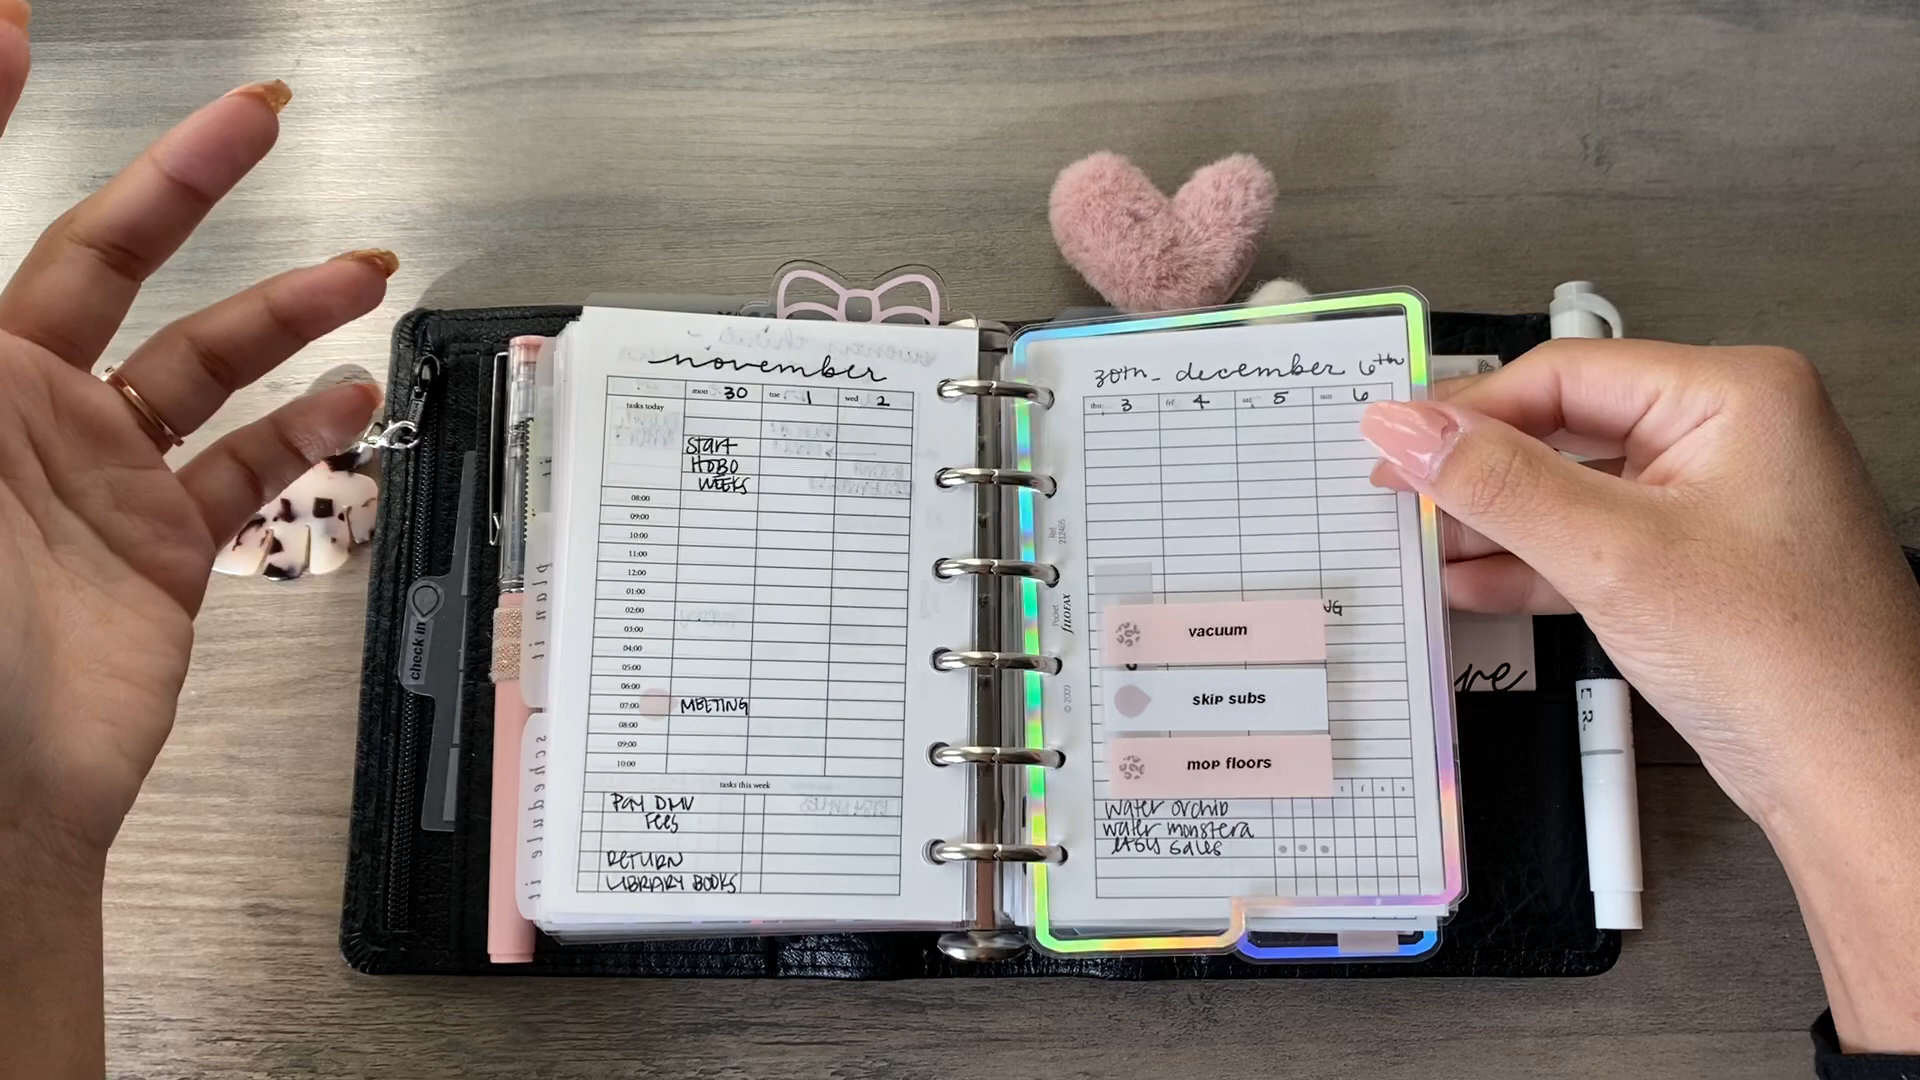 november
mon 30 tue 1 wed 2
tasks today
start
HOBO
WEEKS
08:00
09:00
10:00
11:00
12:00
01:00
02:00
03:00
04:00
05:00
06:00
07:00 MEETING
08:00
09:00
10:00
tasks this week
PAY DMV
FEES
RETURN
LIBRARY BOOKS
check in
plan it
schedule it
30th - december 6th
thu 3 fri 4 sat 5 sun 6
Ref. 212405
Pocket filofax
© 2009
vacuum
skip subs
mop floors
t f s s
water orchid
water monstera
etsy sales